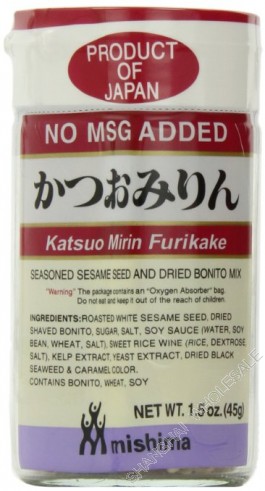 PRODUCT
OF
JAPAN
NO MSG ADDED
かつおみりん
Katsuo Mirin Furikake
SEASONED SESAME SEED AND DRIED BONITO MIX
"Warning" The package contains an "Oxygen Absorber" bag.
Do not eat and keep it out of the reach of children.
INGREDIENTS:ROASTED WHITE SESAME SEED, DRIED
SHAVED BONITO, SUGAR, SALT, SOY SAUCE (WATER, SOY
BEAN, WHEAT, SALT), SWEET RICE WINE (RICE, DEXTROSE,
SALT), KELP EXTRACT, YEAST EXTRACT, DRIED BLACK
SEAWEED & CARAMEL COLOR.
CONTAINS BONITO, WHEAT, SOY
NET WT. 1.5 oz. (45g)
mishima